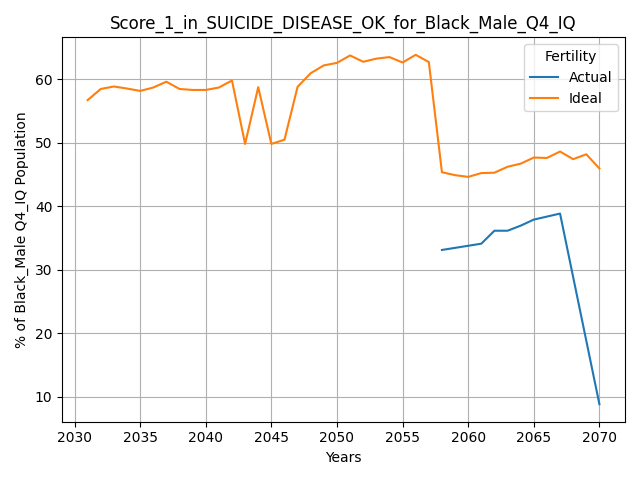 Score_1_in_SUICIDE_DISEASE_OK_for_Black_Male_Q4_IQ
% of Black_Male Q4_IQ Population
60
50
40
30
20
10
Fertility
Actual
Ideal
2030 2035 2040 2045 2050 2055 2060 2065 2070
Years